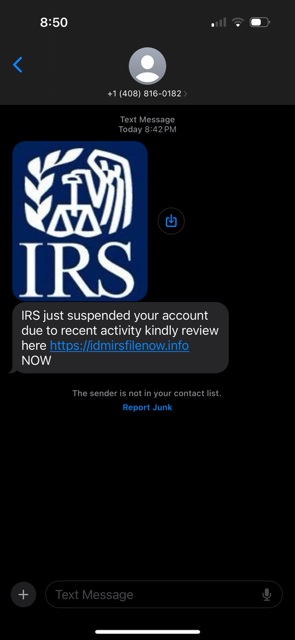 8:50
+1 (408) 816-0182
Text Message
Today 8:42 PM
IRS
IRS just suspended your account
due to recent activity kindly review
here https://idmirsfilenow.info
NOW
The sender is not in your contact list.
Report Junk
Text Message